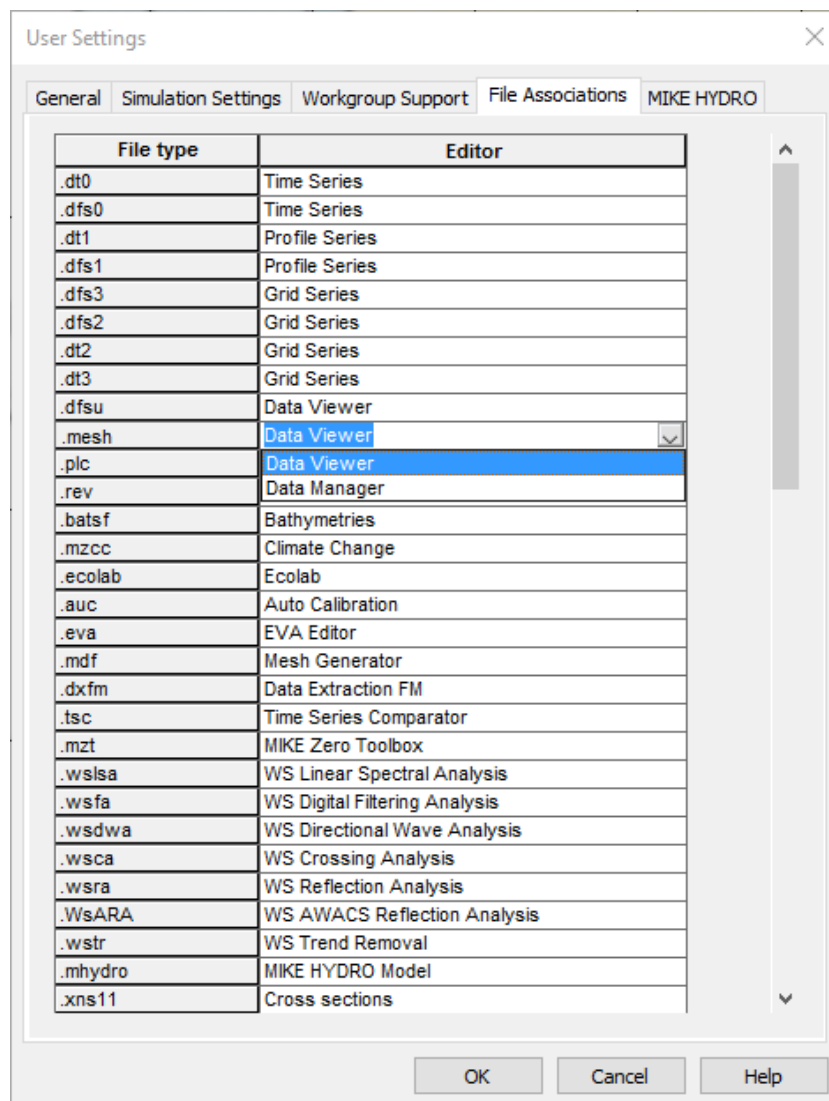 User Settings
General Simulation Settings Workgroup Support File Associations MIKE HYDRO
File type Editor
.dt0 Time Series
.dfs0 Time Series
.dt1 Profile Series
.dfs1 Profile Series
.dfs3 Grid Series
.dfs2 Grid Series
.dt2 Grid Series
.dt3 Grid Series
.dfsu Data Viewer
.mesh Data Viewer
.plc Data Viewer
.rev Data Manager
.batsf Bathymetries
.mzcc Climate Change
.ecolab Ecolab
.auc Auto Calibration
.eva EVA Editor
.mdf Mesh Generator
.dxfm Data Extraction FM
.tsc Time Series Comparator
.mzt MIKE Zero Toolbox
.wslsa WS Linear Spectral Analysis
.wsfa WS Digital Filtering Analysis
.wsdwa WS Directional Wave Analysis
.wsca WS Crossing Analysis
.wsra WS Reflection Analysis
.WsARA WS AWACS Reflection Analysis
.wstr WS Trend Removal
.mhydro MIKE HYDRO Model
.xns11 Cross sections
OK Cancel Help